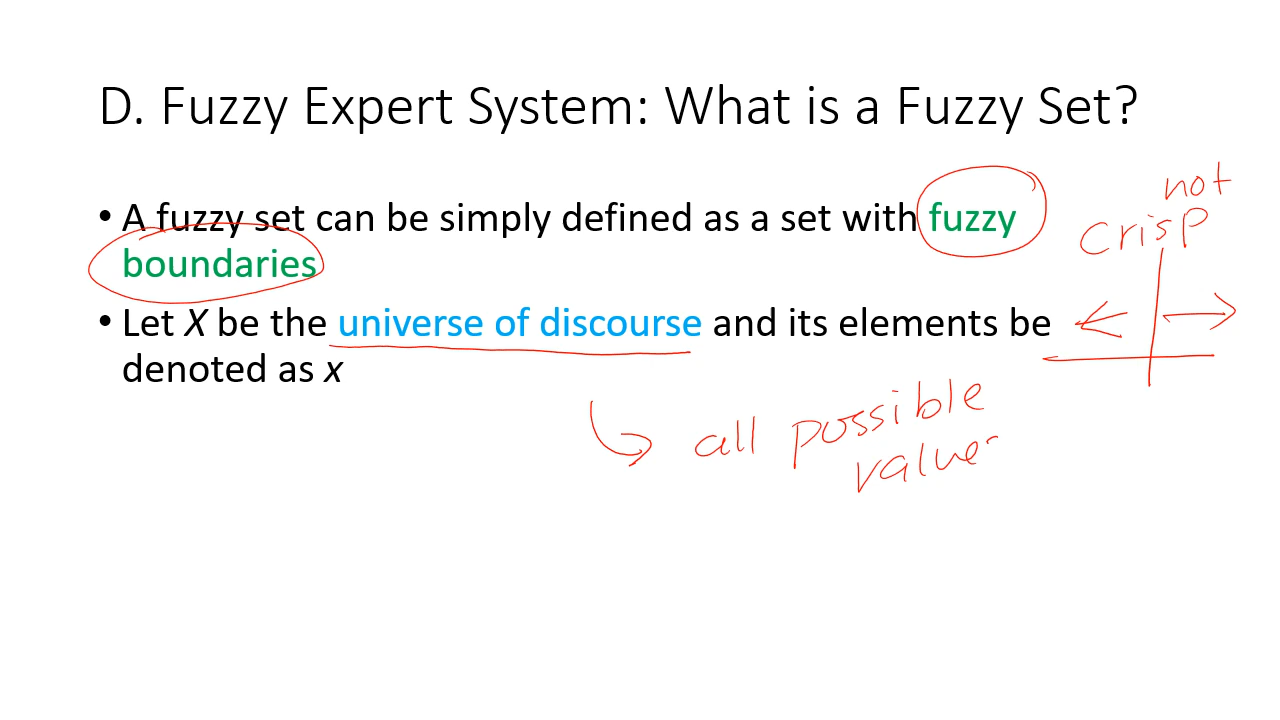 D. Fuzzy Expert System: What is a Fuzzy Set?
• A fuzzy set can be simply defined as a set with fuzzy
boundaries
• Let X be the universe of discourse and its elements be
denoted as x
not
crisp
all possible
value